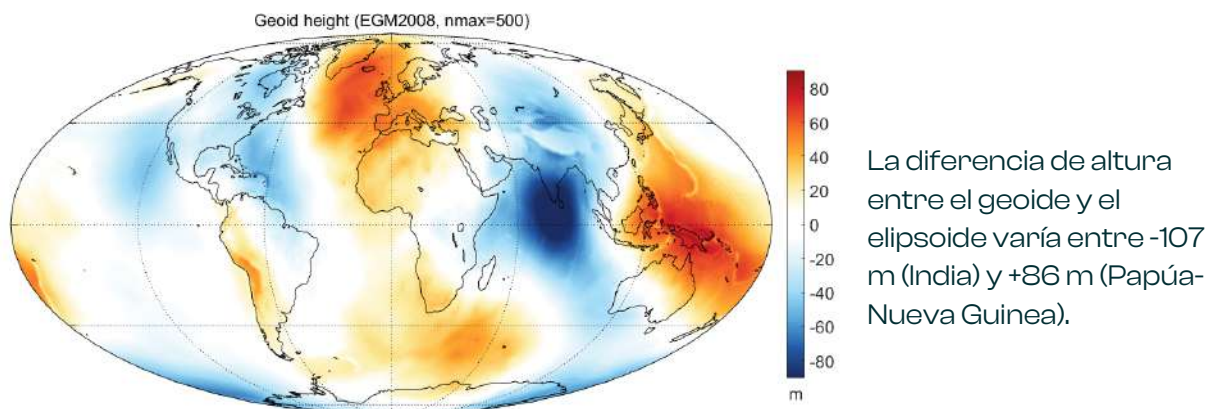 Geoid height (EGM2008, nmax=500)
80
60
40
20
0
-20
-40
-60
-80
m
La diferencia de altura
entre el geoide y el
elipsoide varía entre -107
m (India) y +86 m (Papúa-
Nueva Guinea).